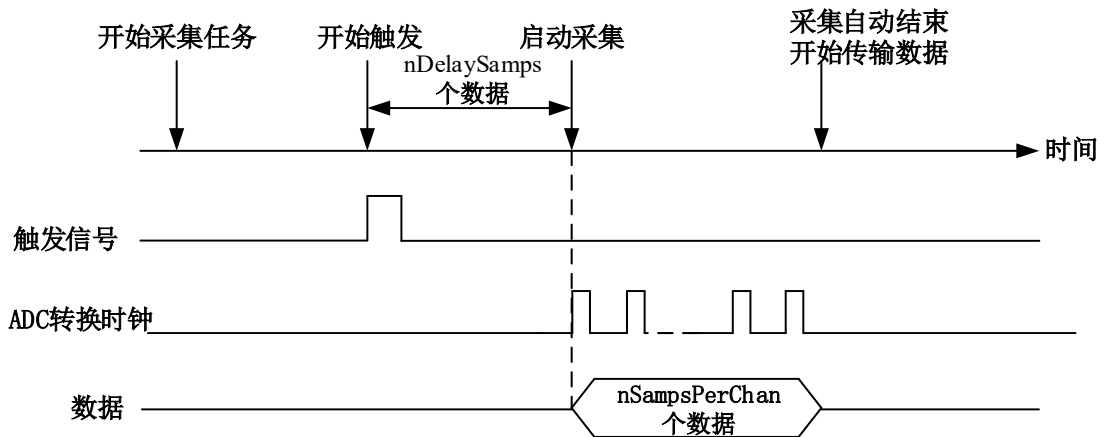 采集自动结束
开始采集任务 开始触发 启动采集 开始传输数据
nDelaySamps
个数据
时间
触发信号
ADC转换时钟
数据
nSampsPerChan
个数据